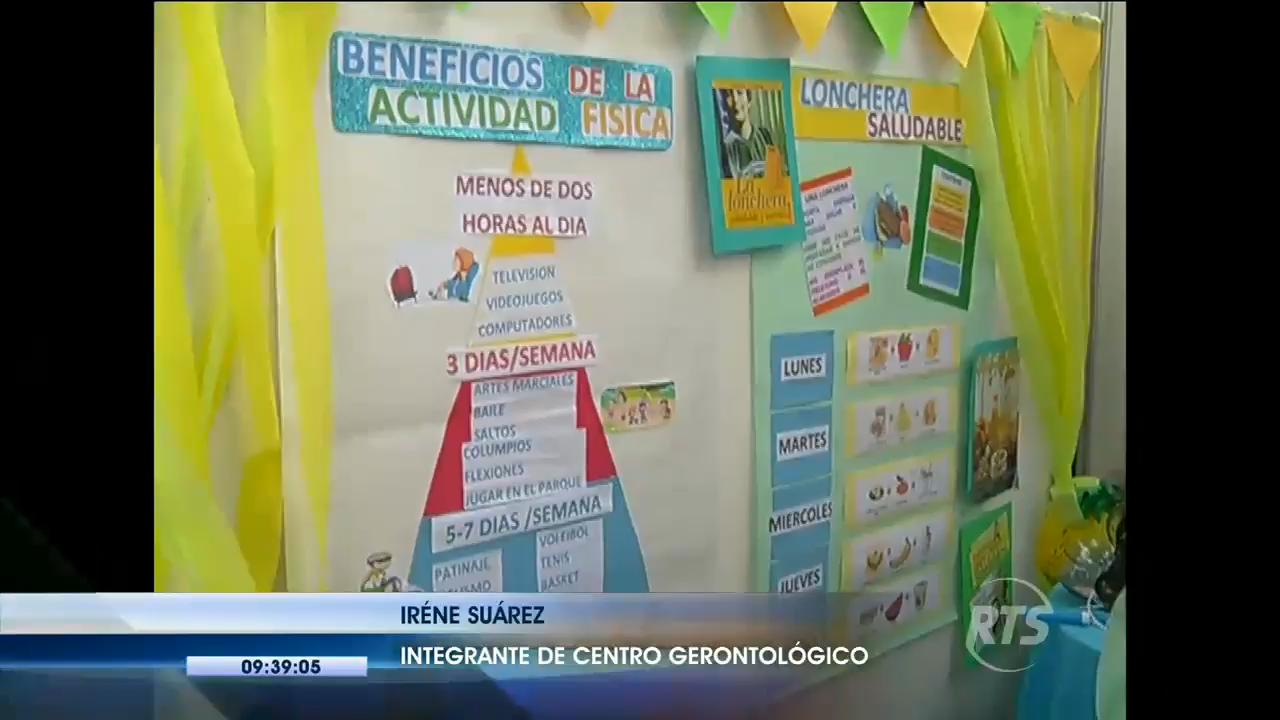 BENEFICIOS DE LA
ACTIVIDAD FISICA
MENOS DE DOS
HORAS AL DIA
TELEVISION
VIDEOJUEGOS
COMPUTADORES
3 DIAS/SEMANA
ARTES MARCIALES
BAILE
SALTOS
COLUMPIOS
FLEXIONES
JUGAR EN EL PARQUE
5-7 DIAS /SEMANA
PATINAJE
VOLEIBOL
TENIS
BASKET
La
lonchera
LONCHERA
SALUDABLE
UNA LONCHERA
LUNES
MARTES
MIERCOLES
JUEVES
RTS
IRÉNE SUÁREZ
INTEGRANTE DE CENTRO GERONTOLÓGICO
09:39:05